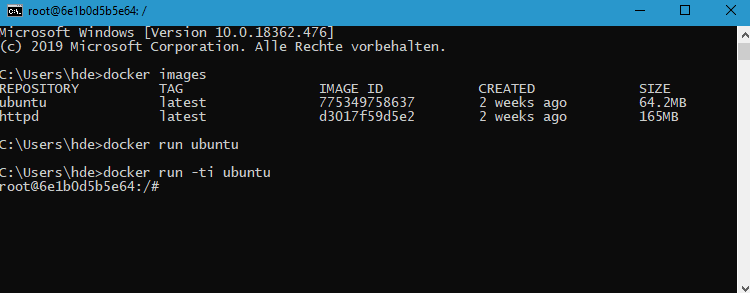 root@6e1b0d5b5e64: /
Microsoft Windows [Version 10.0.18362.476]
(c) 2019 Microsoft Corporation. Alle Rechte vorbehalten.
C:\Users\hde>docker images
REPOSITORY TAG IMAGE ID CREATED SIZE
ubuntu latest 775349758637 2 weeks ago 64.2MB
httpd latest d3017f59d5e2 2 weeks ago 165MB
C:\Users\hde>docker run ubuntu
C:\Users\hde>docker run -ti ubuntu
root@6e1b0d5b5e64:/#